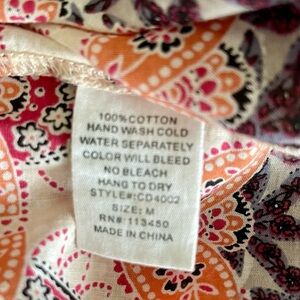 100%COTTON
HAND WASH COLD
WATER SEPARATELY
COLOR WILL BLEED
NO BLEACH
HANG TO DRY
STYLE#:CD4002
SIZE: M
RN#:113450
MADE IN CHINA